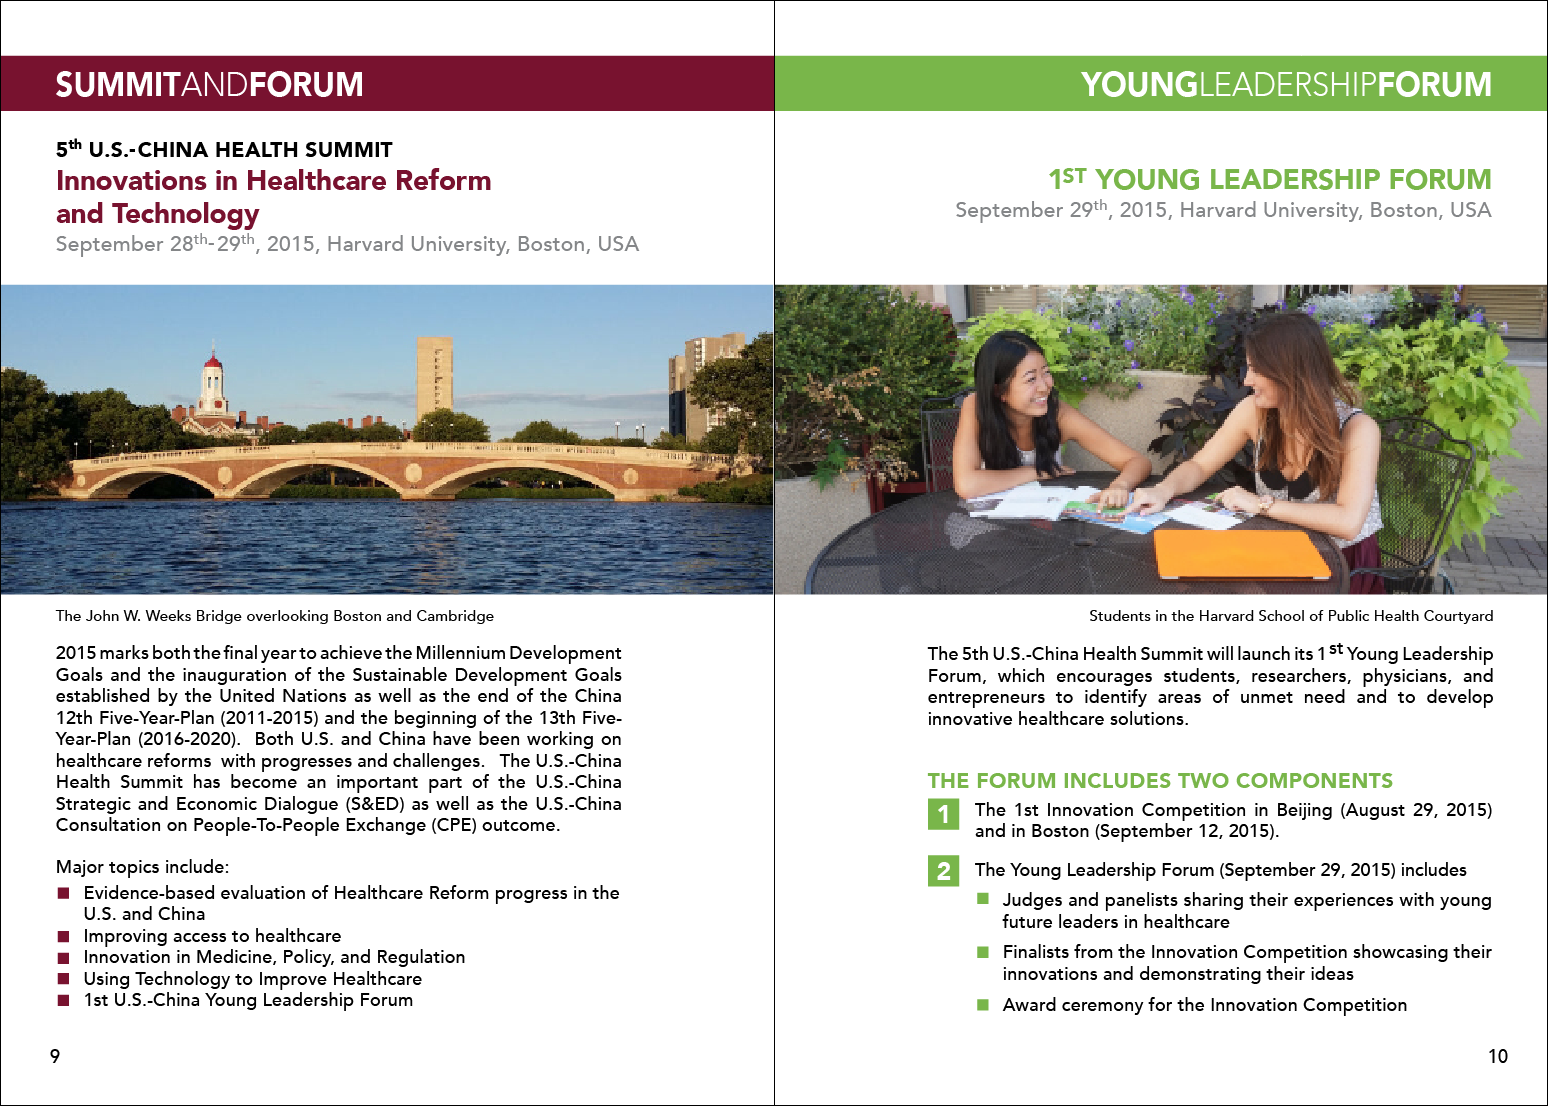 SUMMITANDFORUM
5th U.S.-CHINA HEALTH SUMMIT
Innovations in Healthcare Reform
and Technology
September 28th-29th, 2015, Harvard University, Boston, USA
The John W. Weeks Bridge overlooking Boston and Cambridge
2015 marks both the final year to achieve the Millennium Development
Goals and the inauguration of the Sustainable Development Goals
established by the United Nations as well as the end of the China
12th Five-Year-Plan (2011-2015) and the beginning of the 13th Five-
Year-Plan (2016-2020). Both U.S. and China have been working on
healthcare reforms with progresses and challenges. The U.S.-China
Health Summit has become an important part of the U.S.-China
Strategic and Economic Dialogue (S&ED) as well as the U.S.-China
Consultation on People-To-People Exchange (CPE) outcome.
Major topics include:
Evidence-based evaluation of Healthcare Reform progress in the
U.S. and China
Improving access to healthcare
Innovation in Medicine, Policy, and Regulation
Using Technology to Improve Healthcare
1st U.S.-China Young Leadership Forum
9
YOUNGLEADERSHIPFORUM
1ST YOUNG LEADERSHIP FORUM
September 29th, 2015, Harvard University, Boston, USA
Students in the Harvard School of Public Health Courtyard
The 5th U.S.-China Health Summit will launch its 1st Young Leadership
Forum, which encourages students, researchers, physicians, and
entrepreneurs to identify areas of unmet need and to develop
innovative healthcare solutions.
THE FORUM INCLUDES TWO COMPONENTS
1 The 1st Innovation Competition in Beijing (August 29, 2015)
and in Boston (September 12, 2015).
2 The Young Leadership Forum (September 29, 2015) includes
Judges and panelists sharing their experiences with young
future leaders in healthcare
Finalists from the Innovation Competition showcasing their
innovations and demonstrating their ideas
Award ceremony for the Innovation Competition
10